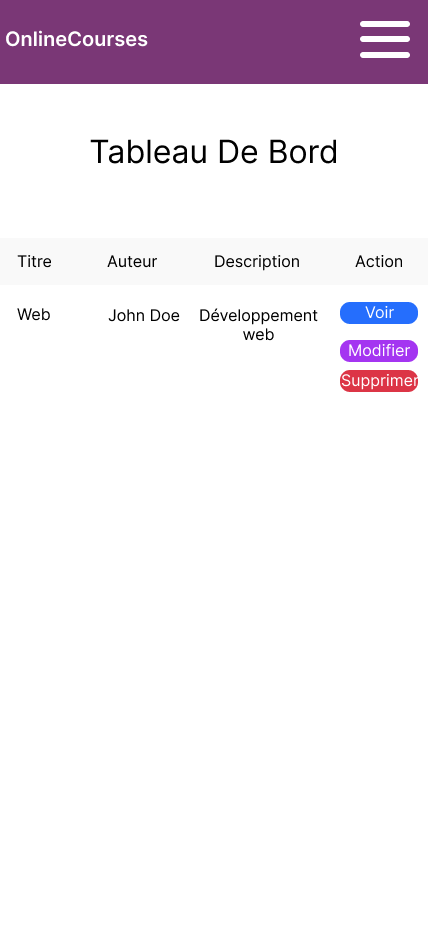 OnlineCourses
Tableau De Bord
Titre Auteur Description Action
Web John Doe Développement web Voir
Modifier
Supprimer